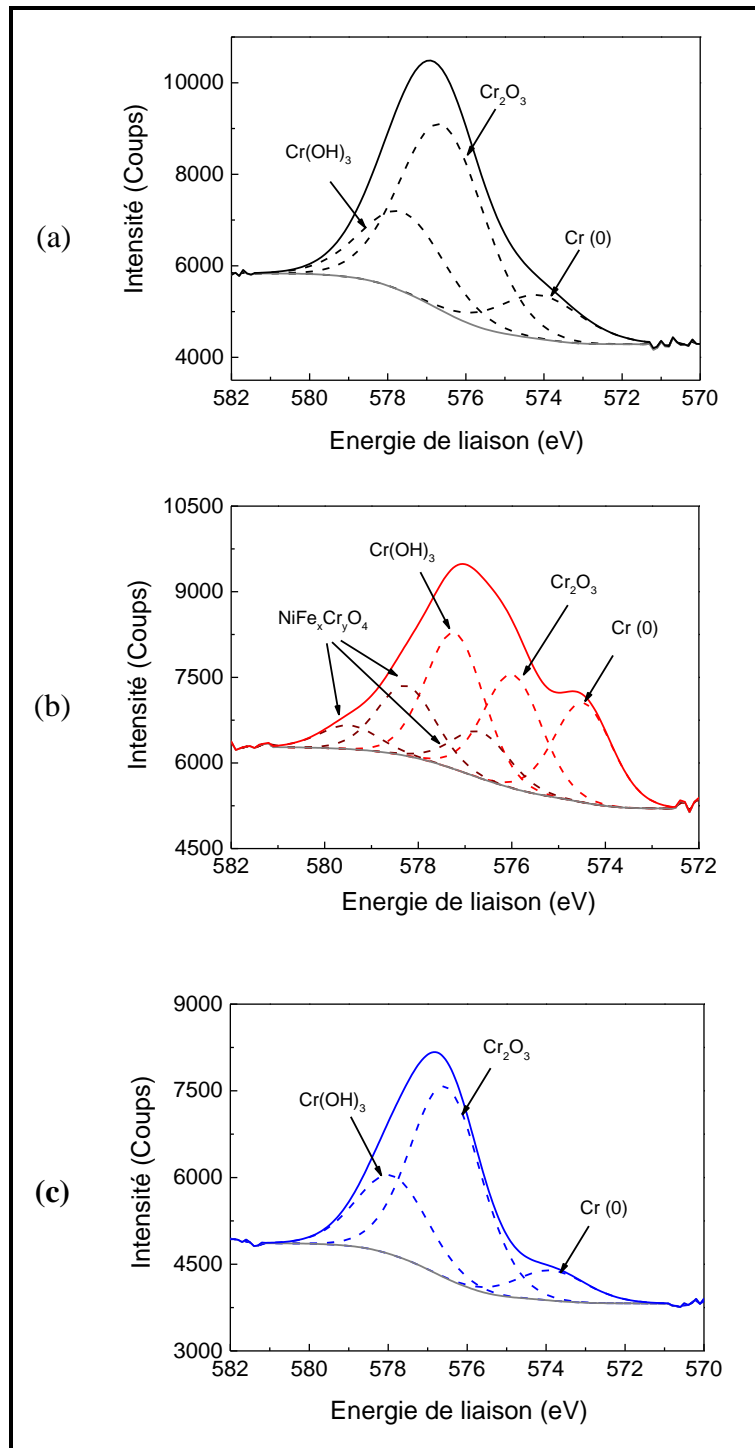 (a)
Intensité (Coups)
10000
8000
6000
4000
Cr(OH)₃
Cr₂O₃
Cr (0)
582 580 578 576 574 572 570
Energie de liaison (eV)
(b)
Intensité (Coups)
10500
9000
7500
6000
4500
NiFeₓCrᵧO₄
Cr(OH)₃
Cr₂O₃
Cr (0)
582 580 578 576 574 572
Energie de liaison (eV)
(c)
Intensité (Coups)
9000
7500
6000
4500
3000
Cr(OH)₃
Cr₂O₃
Cr (0)
582 580 578 576 574 572 570
Energie de liaison (eV)